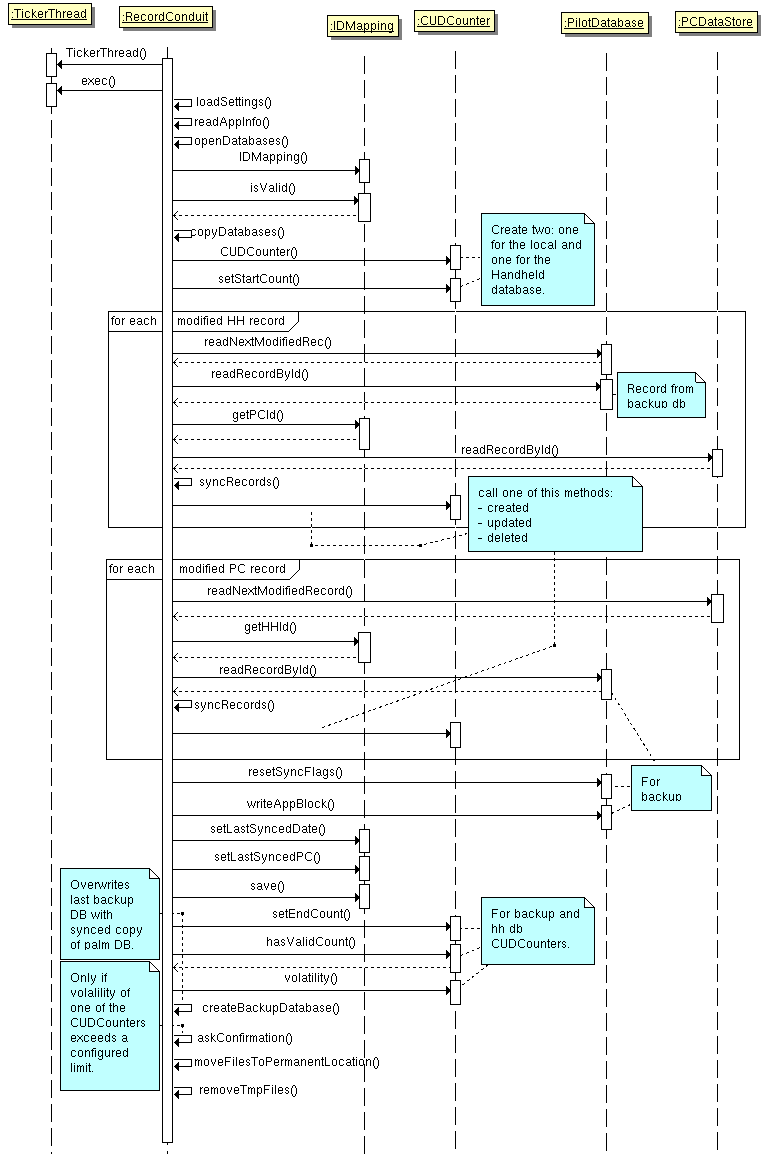 :TickerThread
:RecordConduit
:IDMapping
:CUDCounter
:PilotDatabase
:PCDataStore
TickerThread()
exec()
loadSettings()
readAppInfo()
openDatabases()
IDMapping()
isValid()
copyDatabases()
CUDCounter()
setStartCount()
Create two: one
for the local and
one for the
Handheld
database.
for each
modified HH record
readNextModifiedRec()
readRecordById()
Record from
backup db
getPCId()
readRecordById()
syncRecords()
call one of this methods:
- created
- updated
- deleted
for each
modified PC record
readNextModifiedRecord()
getHHId()
readRecordById()
syncRecords()
resetSyncFlags()
For
backup
writeAppBlock()
setLastSyncedDate()
setLastSyncedPC()
save()
Overwrites
last backup
DB with
synced copy
of palm DB.
setEndCount()
For backup and
hh db
CUDCounters.
hasValidCount()
volatility()
Only if
volalility of
one of the
CUDCounters
exceeds a
configured
limit.
createBackupDatabase()
askConfirmation()
moveFilesToPermanentLocation()
removeTmpFiles()